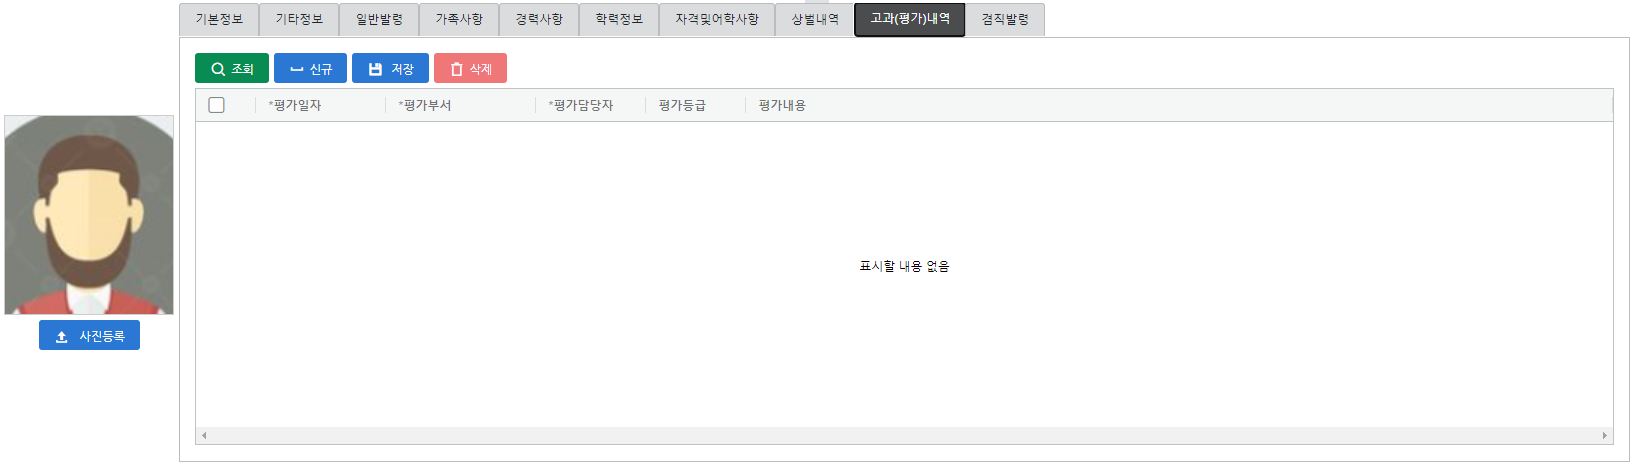 기본정보 기타정보 일반발령 가족사항 경력사항 학력정보 자격및어학사항 상벌내역 고과(평가)내역 겸직발령
조회 신규 저장 삭제
*평가일자 *평가부서 *평가담당자 평가등급 평가내용
표시할 내용 없음
사진등록